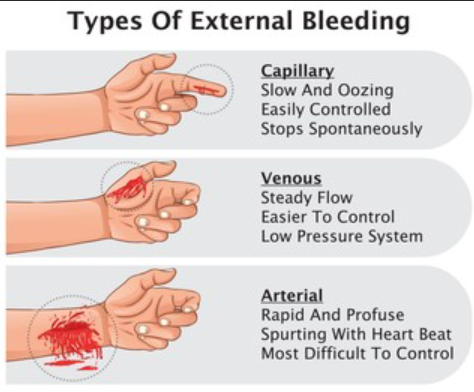 Types Of External Bleeding
Capillary
Slow And Oozing
Easily Controlled
Stops Spontaneously
Venous
Steady Flow
Easier To Control
Low Pressure System
Arterial
Rapid And Profuse
Spurting With Heart Beat
Most Difficult To Control